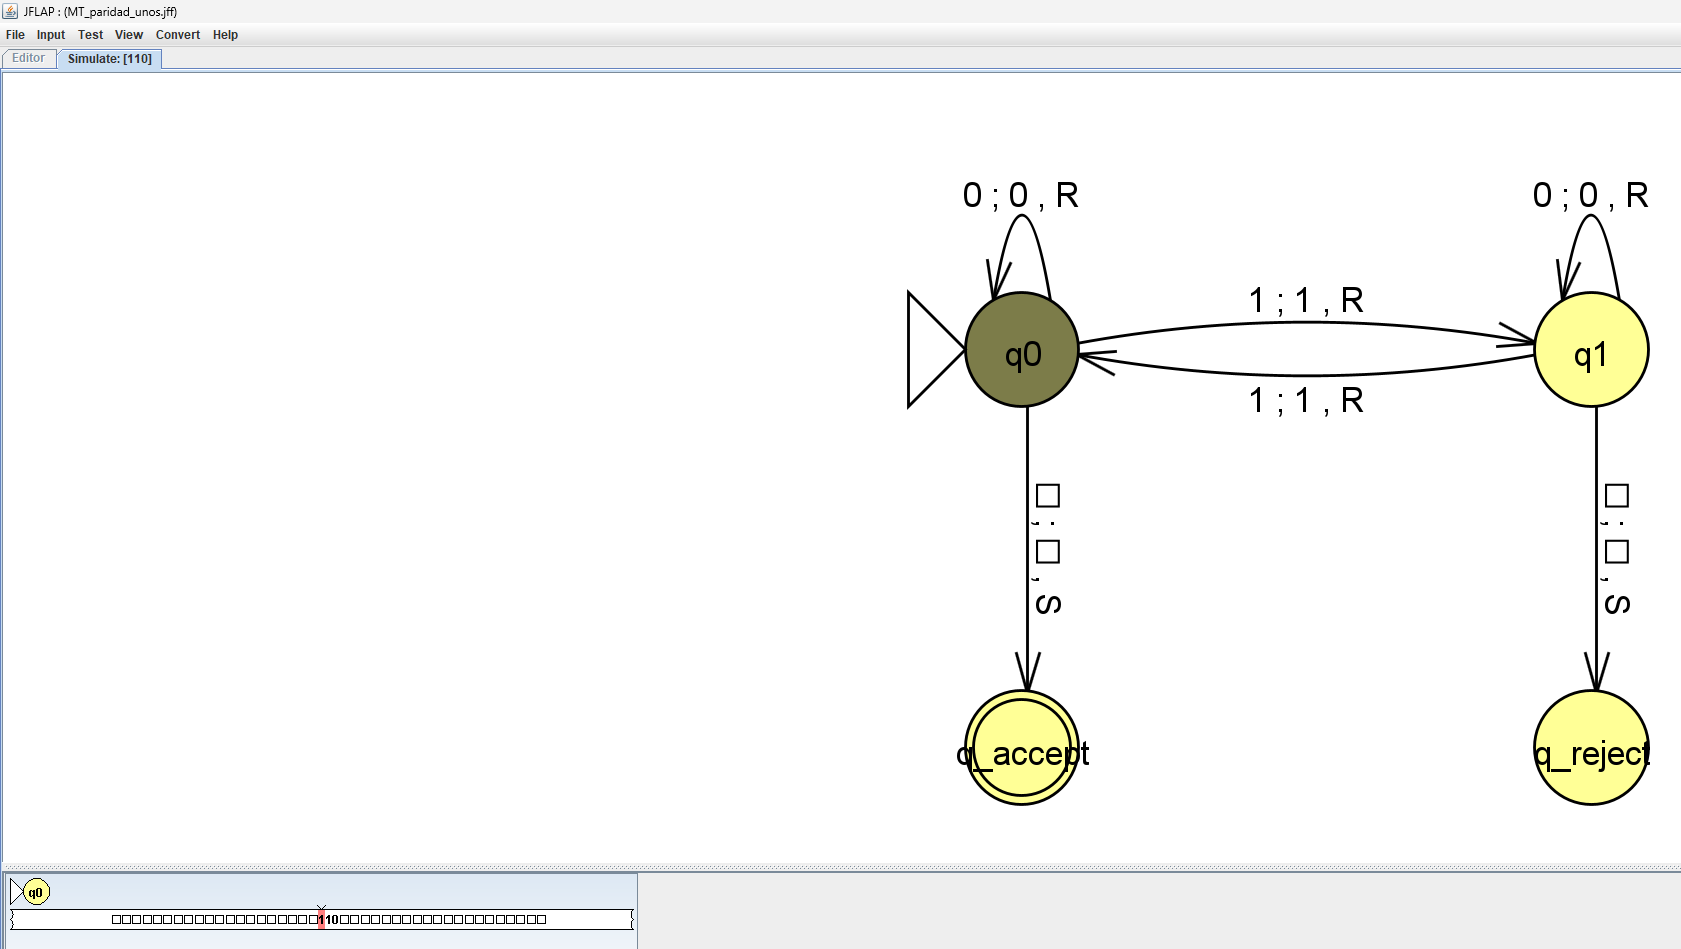 JFLAP : (MT_paridad_unos.jff)
File Input Test View Convert Help
Editor Simulate: [110]
0 ; 0 , R 0 ; 0 , R
1 ; 1 , R
q0 q1
1 ; 1 , R
□ ; □ , S □ ; □ , S
q_accept q_reject
q0
□□□□□□□□□□□□□□□□□□□□110□□□□□□□□□□□□□□□□□□□□